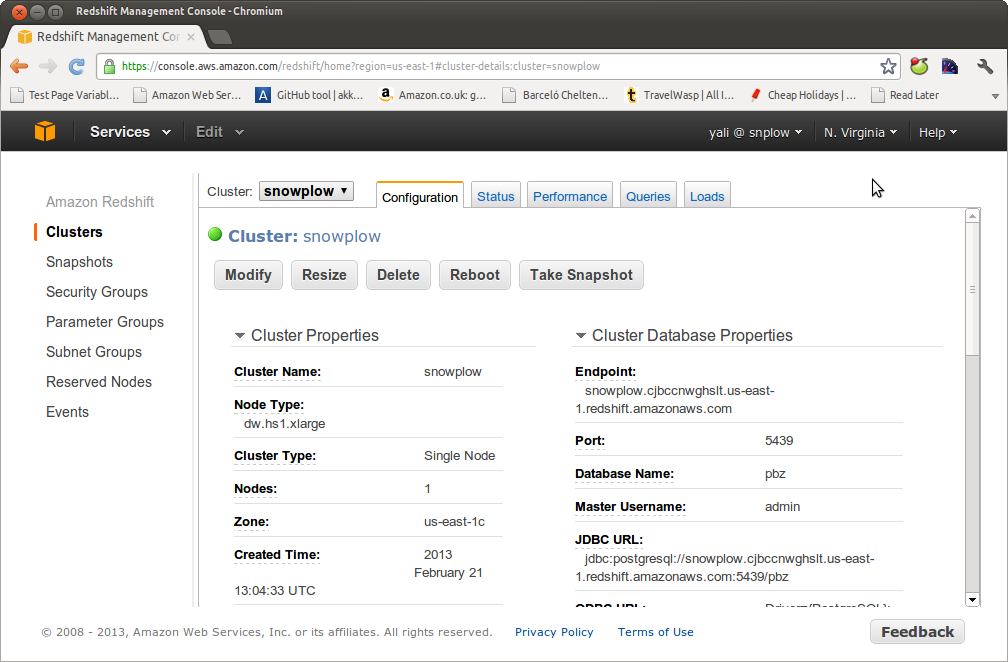 Redshift Management Console - Chromium
Redshift Management Con
https://console.aws.amazon.com/redshift/home?region=us-east-1#cluster-details:cluster=snowplow
Test Page Variabl... Amazon Web Ser... GitHub tool | akk... Amazon.co.uk: g... Barceló Chelten... TravelWasp | All I... Cheap Holidays | ... Read Later
Services Edit yali @ snplow N. Virginia Help
Cluster: snowplow Configuration Status Performance Queries Loads
Amazon Redshift
Clusters
Snapshots
Security Groups
Parameter Groups
Subnet Groups
Reserved Nodes
Events
Cluster: snowplow
Modify Resize Delete Reboot Take Snapshot
Cluster Properties
Cluster Name: snowplow
Node Type:
dw.hs1.xlarge
Cluster Type: Single Node
Nodes: 1
Zone: us-east-1c
Created Time: 2013
February 21
13:04:33 UTC
Cluster Database Properties
Endpoint:
snowplow.cjbccnwghslt.us-east-
1.redshift.amazonaws.com
Port: 5439
Database Name: pbz
Master Username: admin
JDBC URL:
jdbc:postgresql://snowplow.cjbccnwghslt.us-east-
1.redshift.amazonaws.com:5439/pbz
ODBC URL: Driver={PostgreSQL};
© 2008 - 2013, Amazon Web Services, Inc. or its affiliates. All rights reserved. Privacy Policy Terms of Use
Feedback